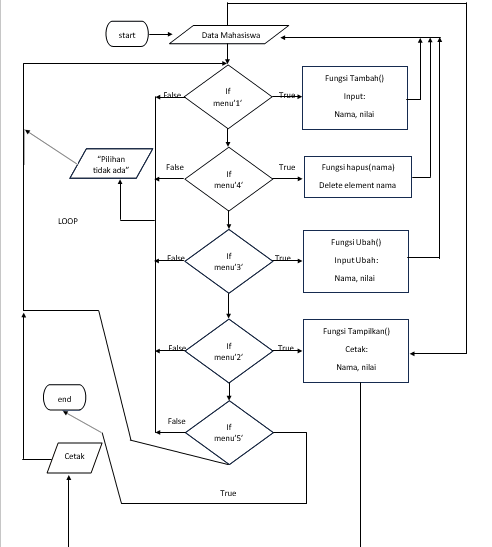 start
Data Mahasiswa
If
menu'1'
False
True
Fungsi Tambah()
Input:
Nama, nilai
"Pilihan
tidak ada"
False
If
menu'4'
True
Fungsi hapus(nama)
Delete element nama
LOOP
False
If
menu'3'
True
Fungsi Ubah()
Input Ubah:
Nama, nilai
False
If
menu'2'
True
Fungsi Tampilkan()
Cetak:
Nama, nilai
end
False
If
menu'5'
Cetak
True